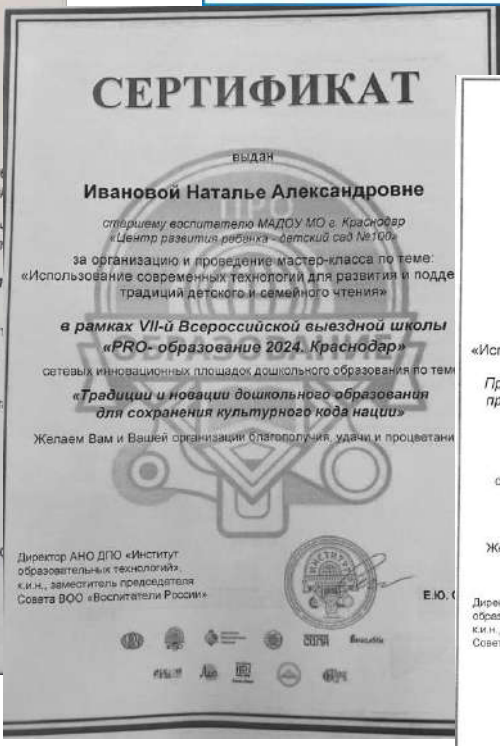 СЕРТИФИКАТ
выдан
Ивановой Наталье Александровне
старшему воспитателю МАДОУ МО г. Краснодар
«Центр развития ребенка - детский сад №100»
за организацию и проведение мастер-класса по теме:
«Использование современных технологий для развития и подде
традиций детского и семейного чтения»
в рамках VII-й Всероссийской выездной школы
«PRO- образование 2024. Краснодар»
сетевых инновационных площадок дошкольного образования по тем
«Традиции и новации дошкольного образования
для сохранения культурного кода нации»
Желаем Вам и Вашей организации благополучия, удачи и процветани
Директор АНО ДПО «Институт
образовательных технологий»,
к.и.н., заместитель председателя
Совета ВОО «Воспитатели России»
Е.Ю.
«Исп
Пр
пр
Же
Дирек
образ
к.и.н.,
Совет